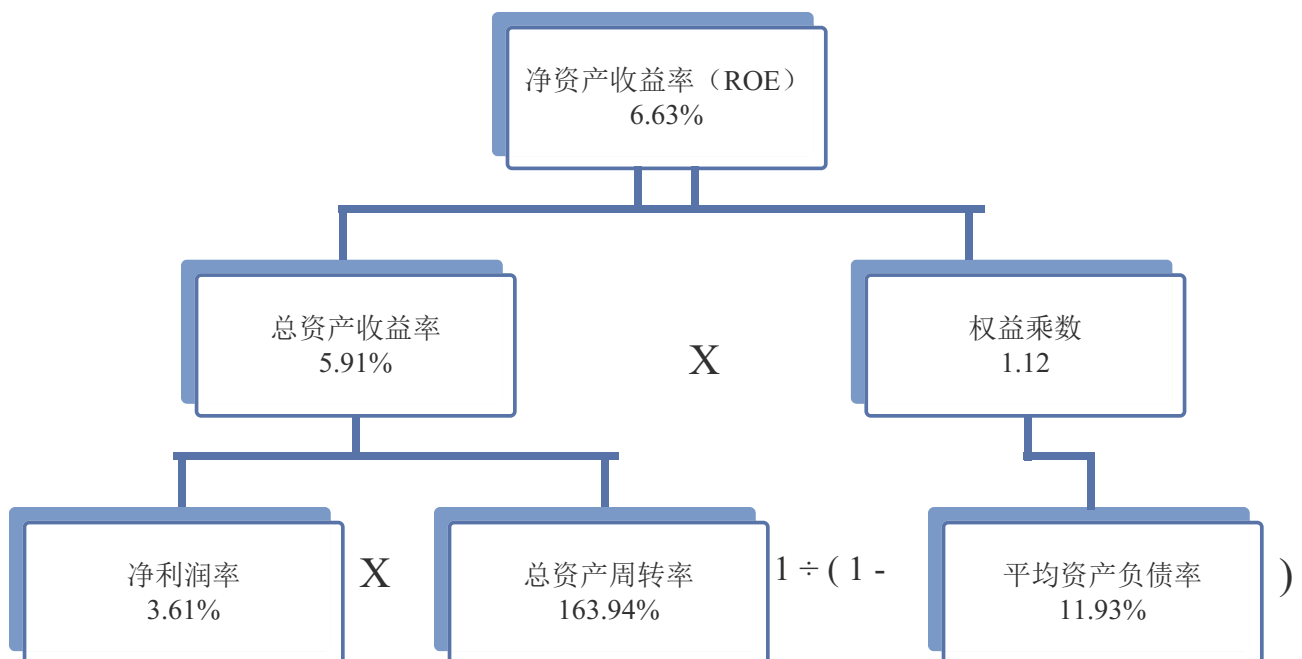 净资产收益率（ROE）
6.63%
总资产收益率
5.91%
X
权益乘数
1.12
净利润率
3.61%
X
总资产周转率
163.94%
1 ÷ ( 1 -
平均资产负债率
11.93%
)